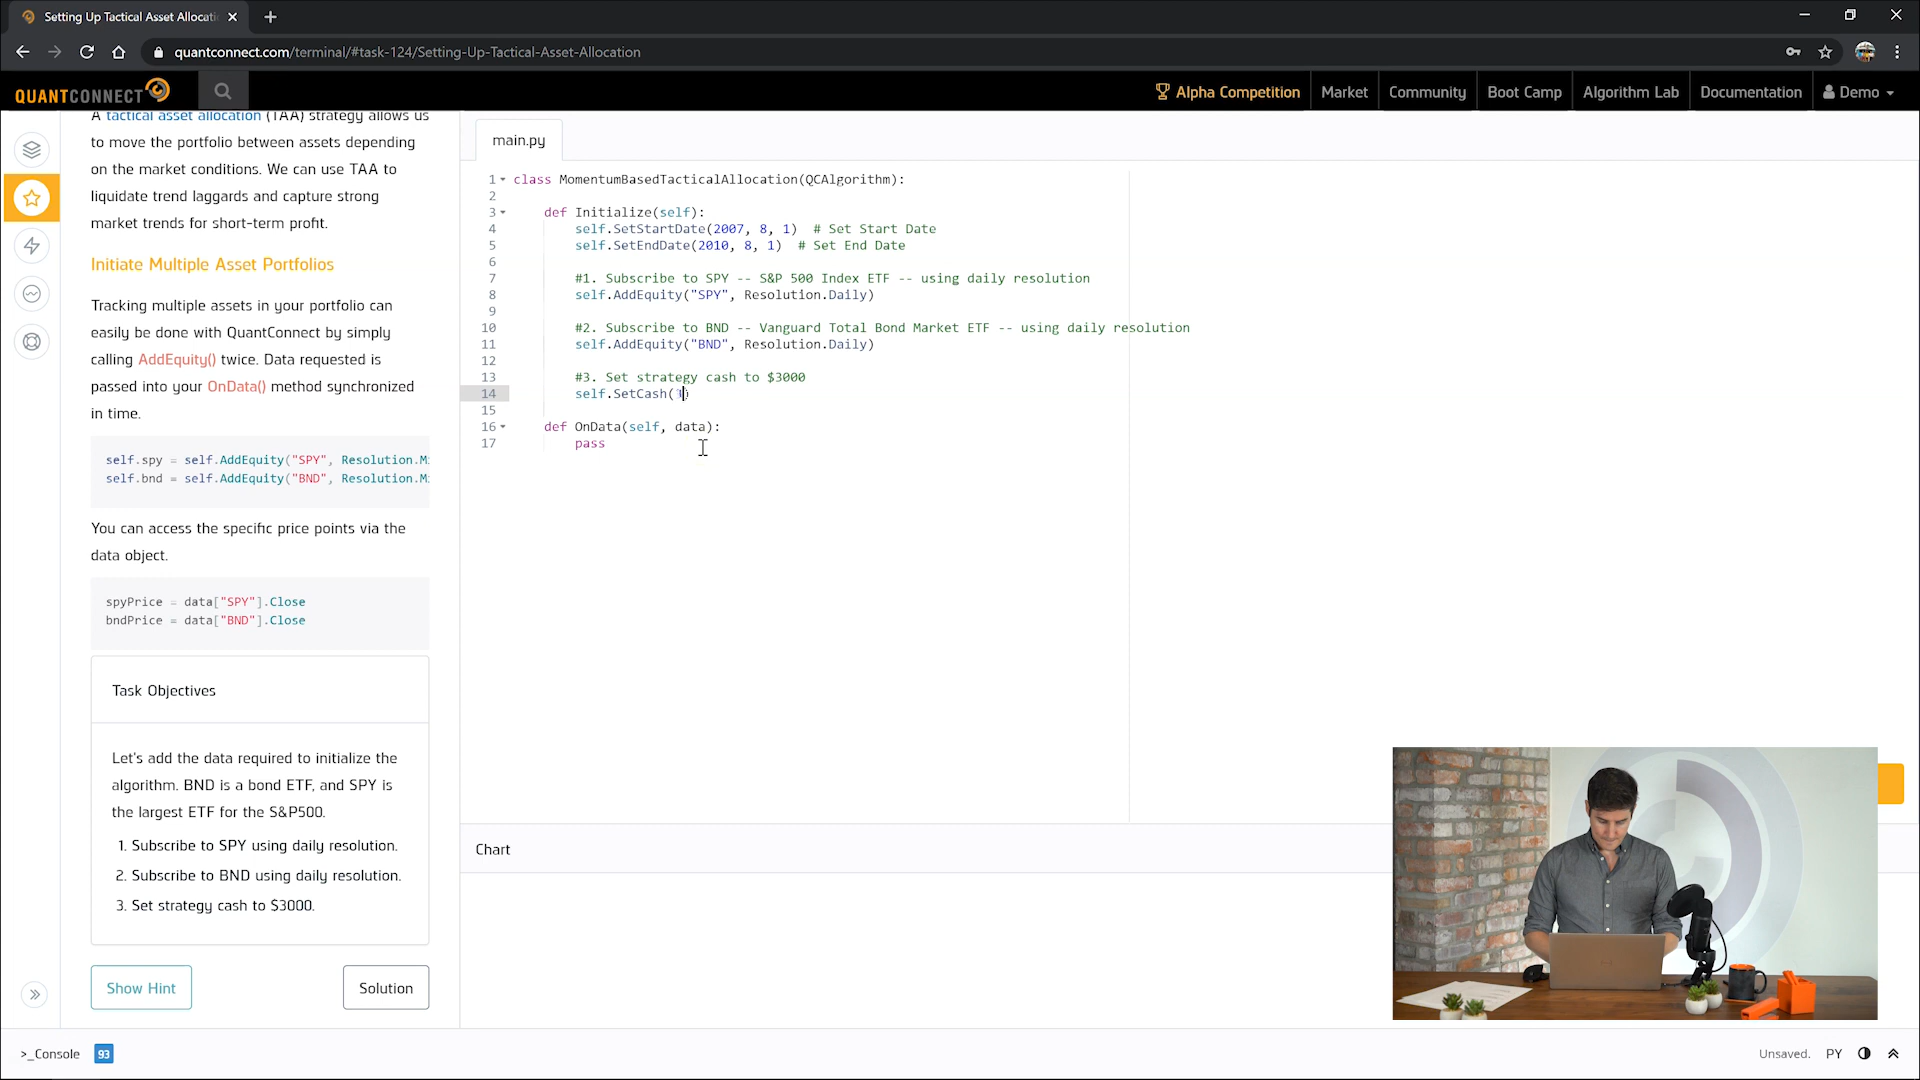 Setting Up Tactical Asset Allocati
quantconnect.com/terminal/#task-124/Setting-Up-Tactical-Asset-Allocation
QUANTCONNECT
Alpha Competition
Market
Community
Boot Camp
Algorithm Lab
Documentation
Demo
A tactical asset allocation (TAA) strategy allows us
to move the portfolio between assets depending
on the market conditions. We can use TAA to
liquidate trend laggards and capture strong
market trends for short-term profit.
Initiate Multiple Asset Portfolios
Tracking multiple assets in your portfolio can
easily be done with QuantConnect by simply
calling AddEquity() twice. Data requested is
passed into your OnData() method synchronized
in time.
self.spy = self.AddEquity("SPY", Resolution.Mi
self.bnd = self.AddEquity("BND", Resolution.Mi
You can access the specific price points via the
data object.
spyPrice = data["SPY"].Close
bndPrice = data["BND"].Close
Task Objectives
Let's add the data required to initialize the
algorithm. BND is a bond ETF, and SPY is
the largest ETF for the S&P500.
1. Subscribe to SPY using daily resolution.
2. Subscribe to BND using daily resolution.
3. Set strategy cash to $3000.
Show Hint
Solution
main.py
1 class MomentumBasedTacticalAllocation(QCAlgorithm):
2
3 def Initialize(self):
4 self.SetStartDate(2007, 8, 1) # Set Start Date
5 self.SetEndDate(2010, 8, 1) # Set End Date
6
7 #1. Subscribe to SPY -- S&P 500 Index ETF -- using daily resolution
8 self.AddEquity("SPY", Resolution.Daily)
9
10 #2. Subscribe to BND -- Vanguard Total Bond Market ETF -- using daily resolution
11 self.AddEquity("BND", Resolution.Daily)
12
13 #3. Set strategy cash to $3000
14 self.SetCash(3)
15
16 def OnData(self, data):
17 pass
Chart
>_Console 93
Unsaved. PY